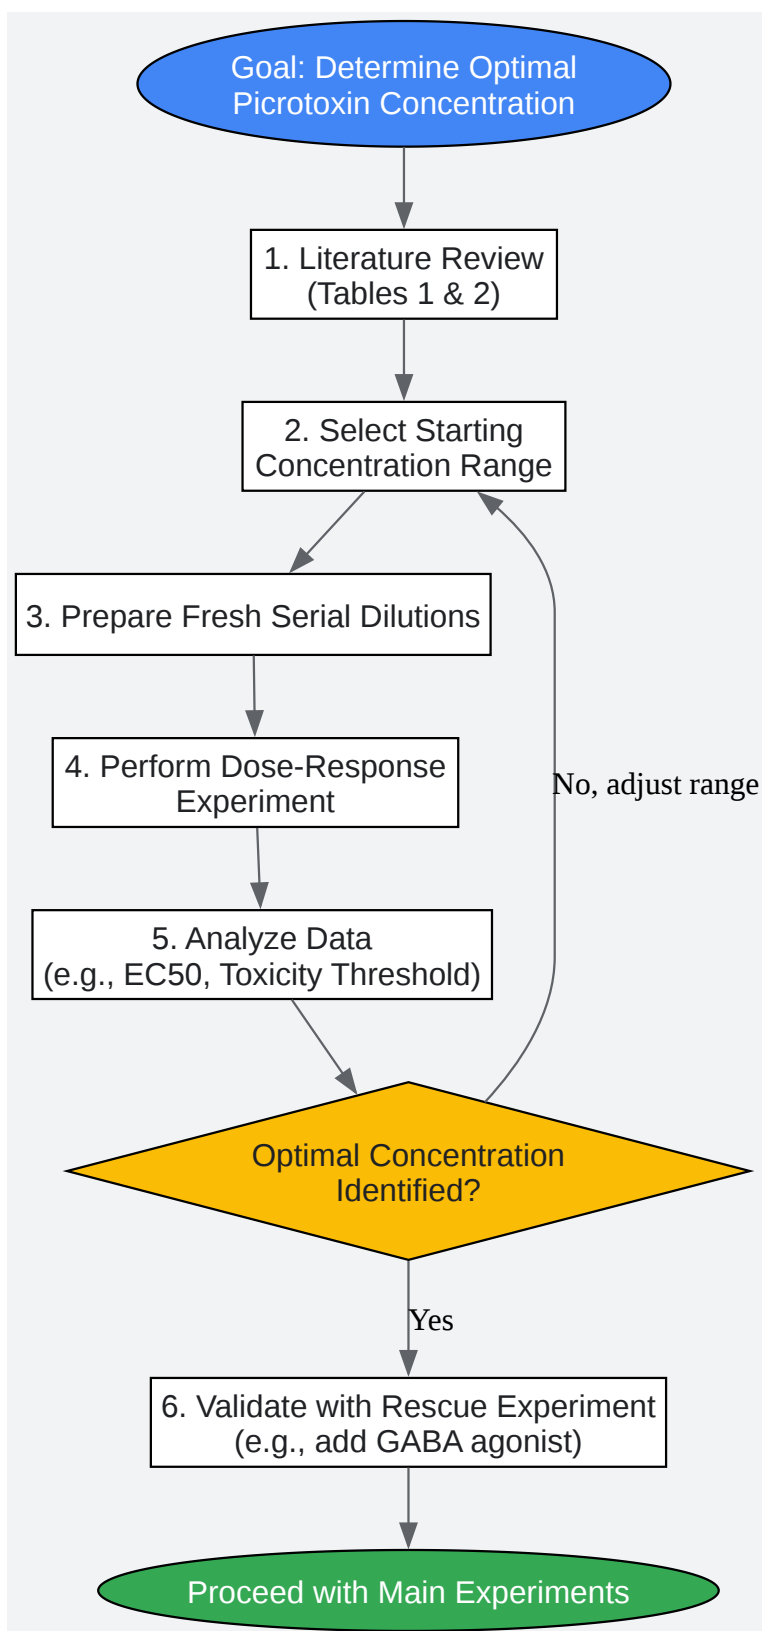 Goal: Determine Optimal
Picrotoxin Concentration
1. Literature Review
(Tables 1 & 2)
2. Select Starting
Concentration Range
3. Prepare Fresh Serial Dilutions
4. Perform Dose-Response
Experiment
No, adjust range
5. Analyze Data
(e.g., EC50, Toxicity Threshold)
Optimal Concentration
Identified?
Yes
6. Validate with Rescue Experiment
(e.g., add GABA agonist)
Proceed with Main Experiments